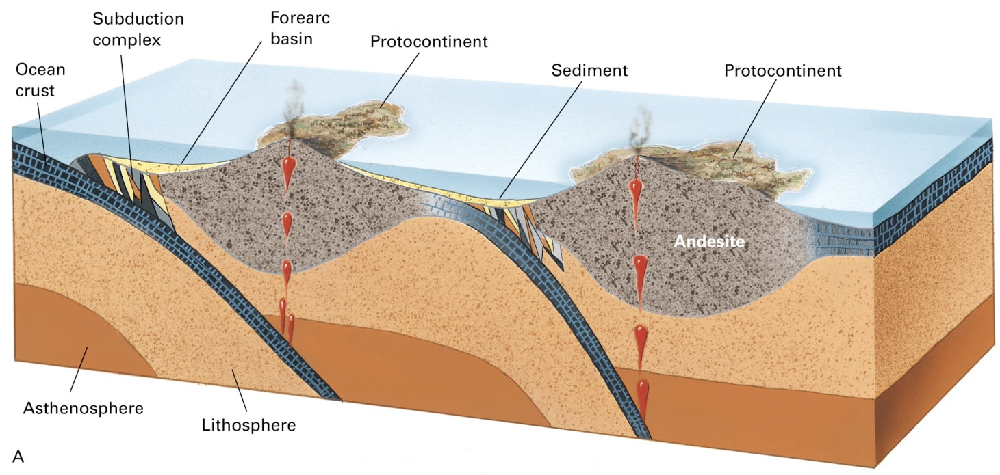 Subduction
complex
Forearc
basin
Protocontinent
Ocean
crust
Sediment
Protocontinent
Andesite
Asthenosphere
Lithosphere
A